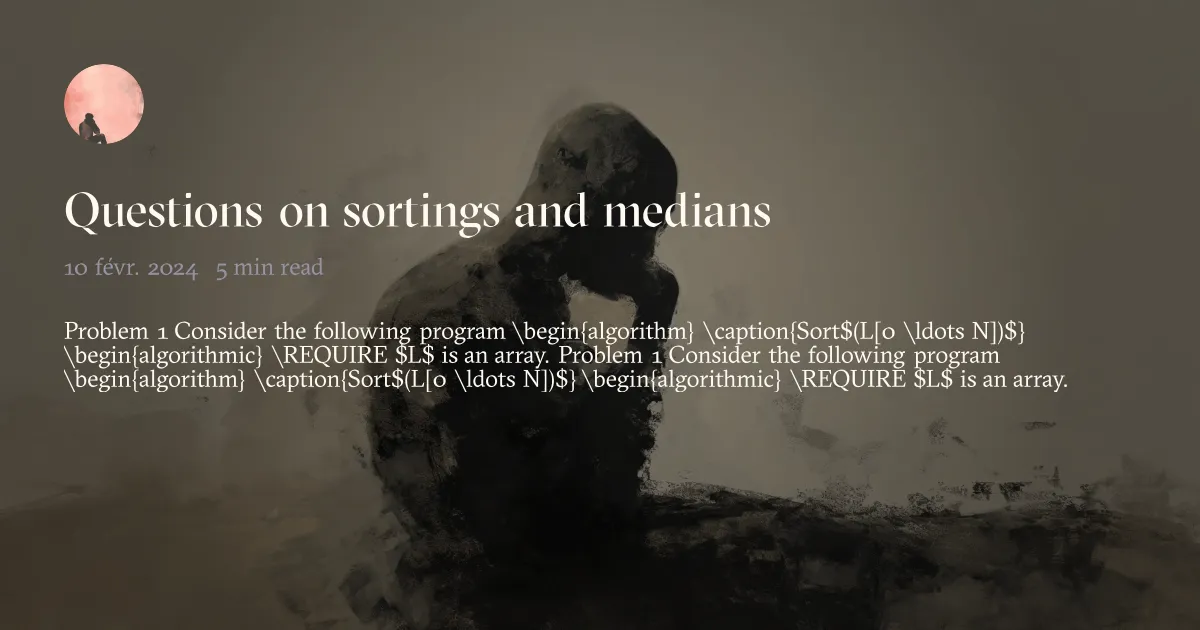 Questions on sortings and medians
10 févr. 2024 5 min read
Problem 1 Consider the following program \begin{algorithm} \caption{Sort$(L[0 \ldots N])$}
\begin{algorithmic} \REQUIRE $L$ is an array. Problem 1 Consider the following program
\begin{algorithm} \caption{Sort$(L[0 \ldots N])$} \begin{algorithmic} \REQUIRE $L$ is an array.